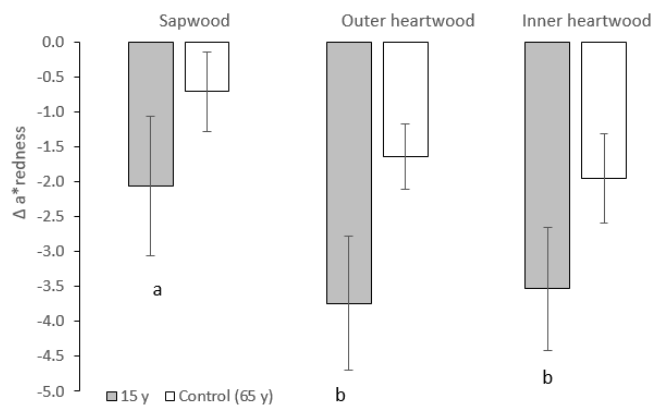 Sapwood Outer heartwood Inner heartwood
0.0
-0.5
-1.0
-1.5
-2.0
-2.5
-3.0
-3.5
-4.0
-4.5
-5.0
Δ a* redness
a
b
b
15 y Control (65 y)